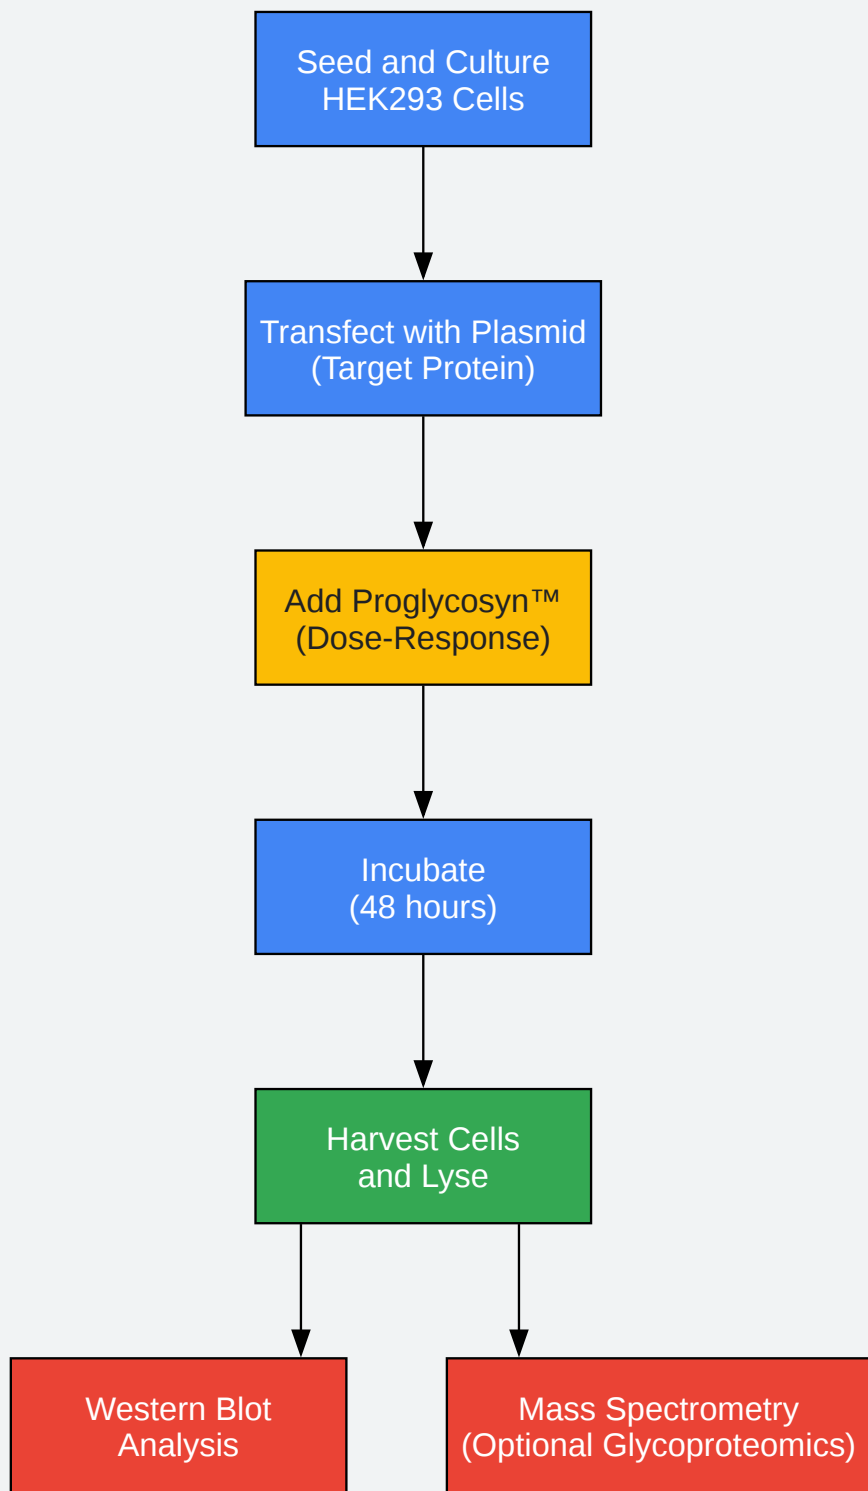 Seed and Culture
HEK293 Cells
Transfect with Plasmid
(Target Protein)
Add Proglycosyn™
(Dose-Response)
Incubate
(48 hours)
Harvest Cells
and Lyse
Western Blot
Analysis
Mass Spectrometry
(Optional Glycoproteomics)